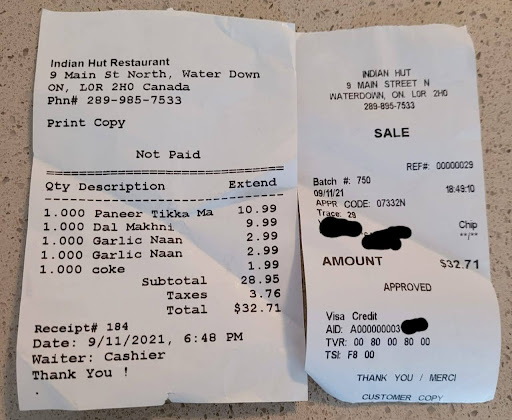 Indian Hut Restaurant
9 Main St North, Water Down
ON, L0R 2H0 Canada
Phn# 289-985-7533
Print Copy
Not Paid
Qty Description Extend
1.000 Paneer Tikka Ma 10.99
1.000 Dal Makhni 9.99
1.000 Garlic Naan 2.99
1.000 Garlic Naan 2.99
1.000 coke 1.99
Subtotal 28.95
Taxes 3.76
Total $32.71
Receipt# 184
Date: 9/11/2021, 6:48 PM
Waiter: Cashier
Thank You !
INDIAN HUT
9 MAIN STREET N
WATERDOWN, ON. L0R 2H0
289-895-7533
SALE
REF#: 00000029
Batch #: 750
09/11/21 18:49:10
APPR CODE: 07332N
Trace: 29
Chip
**/**
AMOUNT $32.71
APPROVED
Visa Credit
AID: A000000003
TVR: 00 80 00 80 00
TSI: F8 00
THANK YOU / MERCI
CUSTOMER COPY